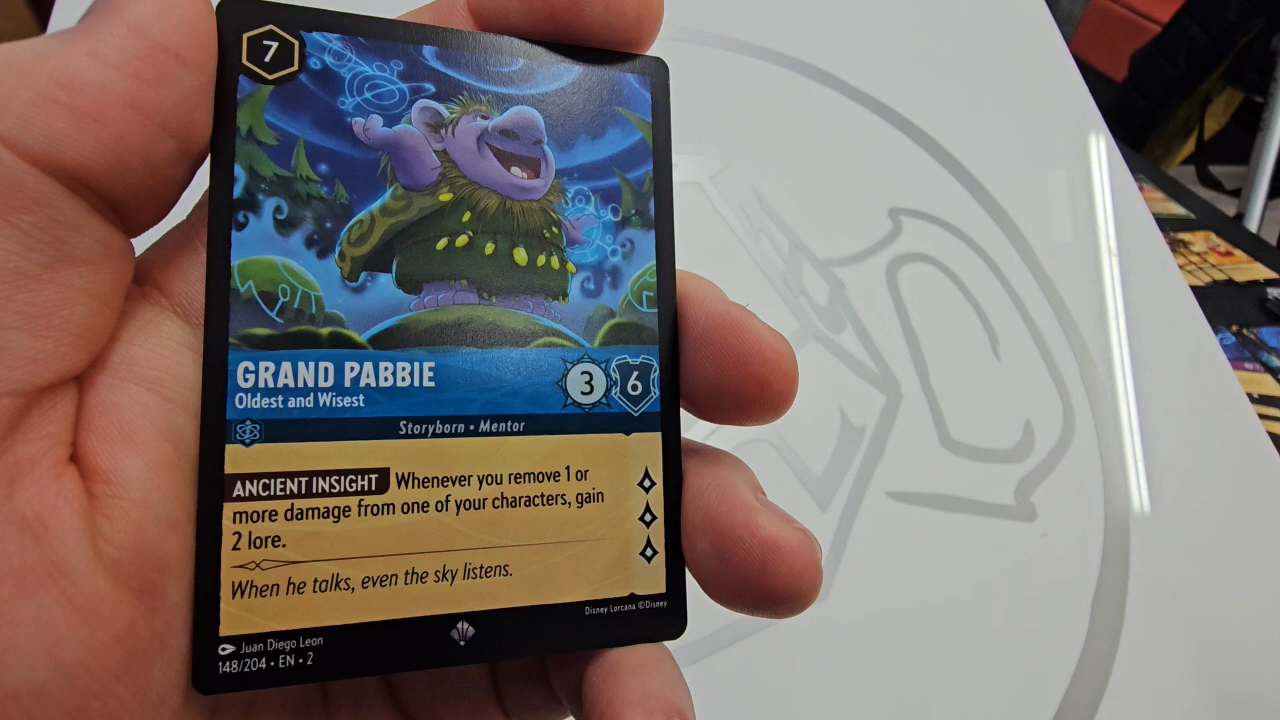 7
GRAND PABBIE
Oldest and Wisest
3 6
Storyborn • Mentor
ANCIENT INSIGHT Whenever you remove 1 or
more damage from one of your characters, gain
2 lore.
When he talks, even the sky listens.
Disney Lorcana ©Disney
Juan Diego Leon
148/204 • EN • 2